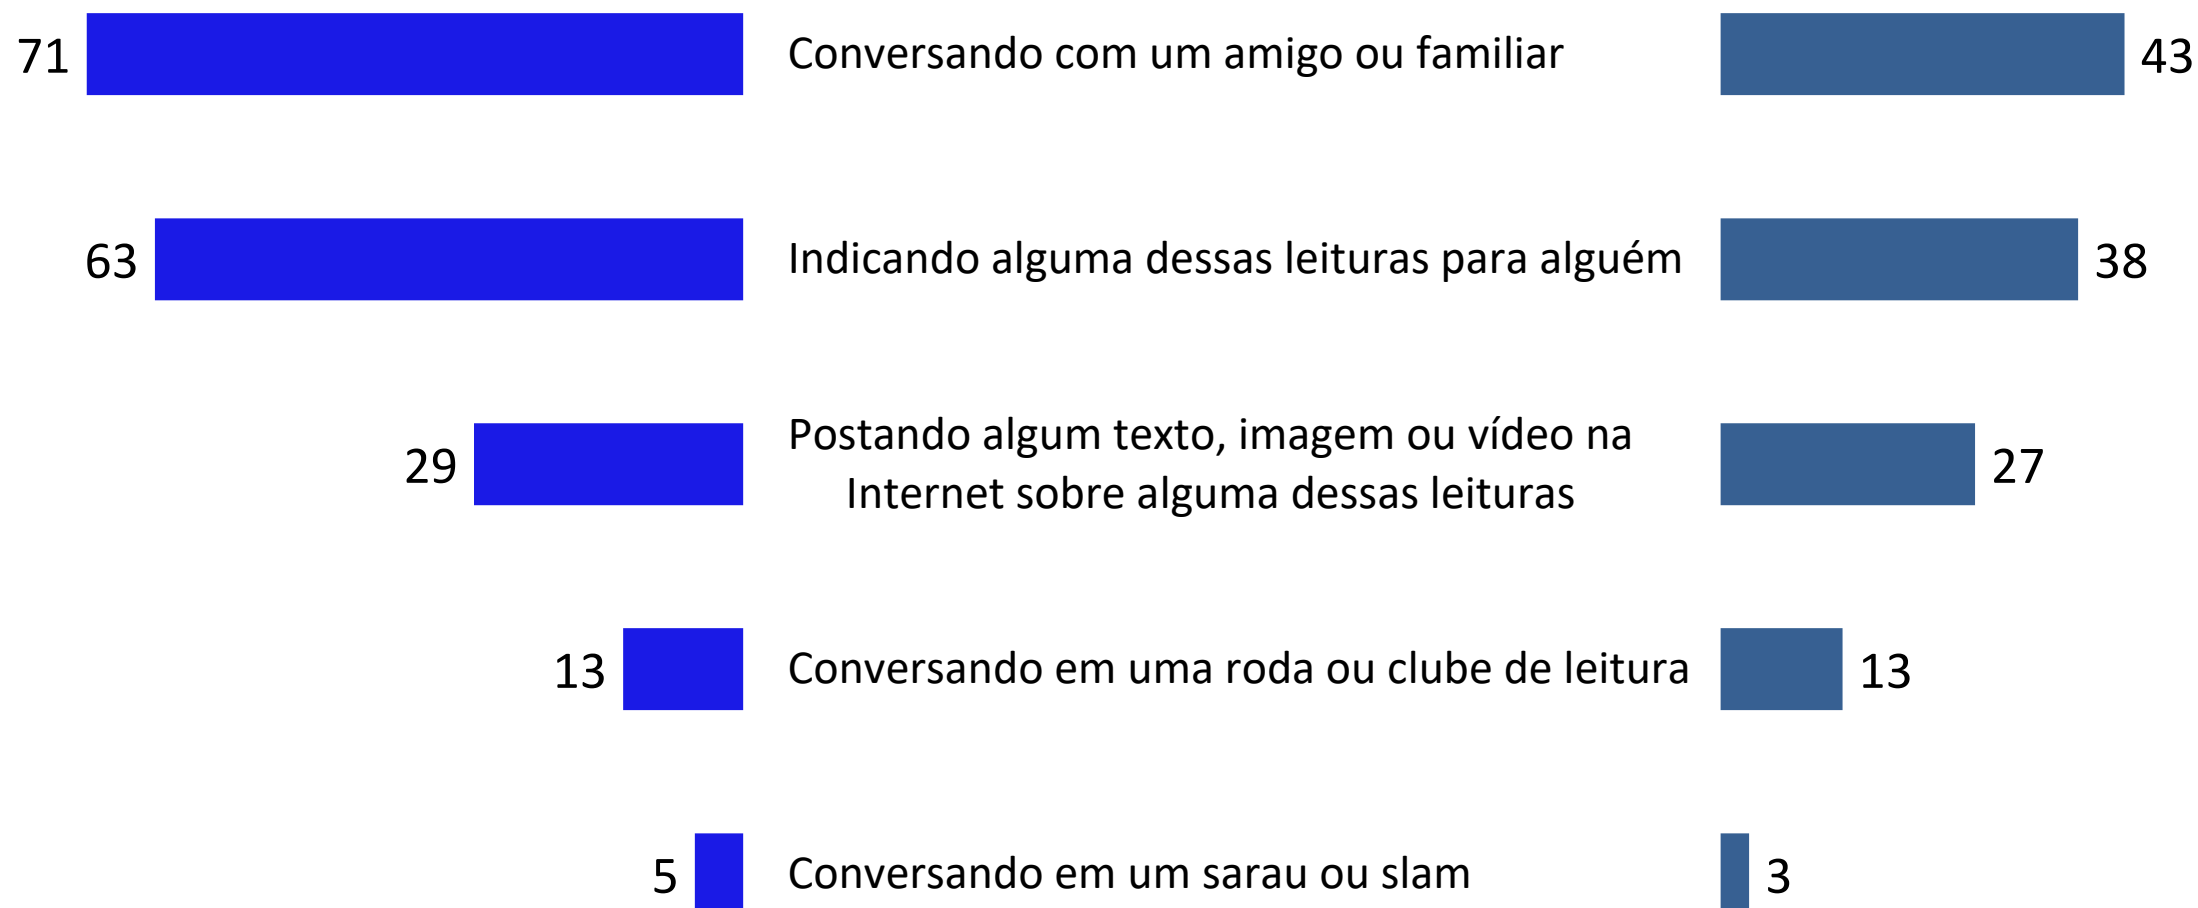 71 Conversando com um amigo ou familiar 43
63 Indicando alguma dessas leituras para alguém 38
Postando algum texto, imagem ou vídeo na
29 27
Internet sobre alguma dessas leituras
13 Conversando em uma roda ou clube de leitura 13
5 Conversando em um sarau ou slam 3